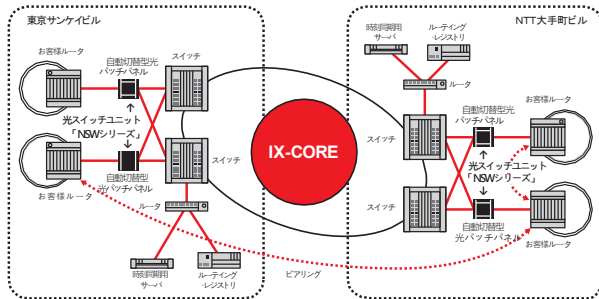 東京サンケイビル
お客様ルータ
自動切替型光
パッチパネル
スイッチ
光スイッチユニット
「NSWシリーズ」
スイッチ
自動切替型
光パッチパネル
お客様ルータ
ルータ
時刻同期用
サーバ
ルーティング
・レジストリ
IX-CORE
ピアリング
NTT大手町ビル
時刻同期用
サーバ
ルーティング
・レジストリ
ルータ
スイッチ
自動切替型光
パッチパネル
お客様ルータ
光スイッチユニット
「NSWシリーズ」
スイッチ
自動切替型
光パッチパネル
お客様ルータ